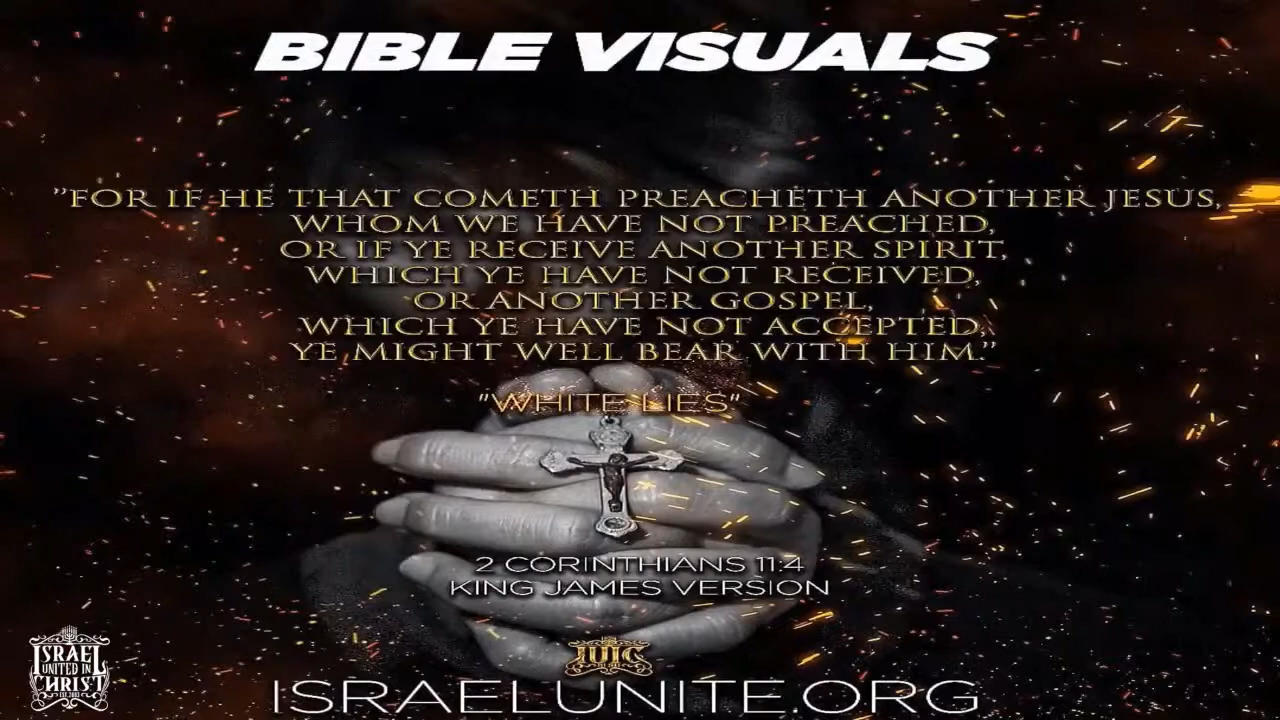 BIBLE VISUALS
"FOR IF HE THAT COMETH PREACHETH ANOTHER JESUS,
WHOM WE HAVE NOT PREACHED,
OR IF YE RECEIVE ANOTHER SPIRIT,
WHICH YE HAVE NOT RECEIVED,
OR ANOTHER GOSPEL,
WHICH YE HAVE NOT ACCEPTED,
YE MIGHT WELL BEAR WITH HIM."
"WHITE LIES"
2 CORINTHIANS 11:4
KING JAMES VERSION
ISRAEL
UNITED IN
CHRIST
EST. 2003
IUIC
ISRAELUNITE.ORG